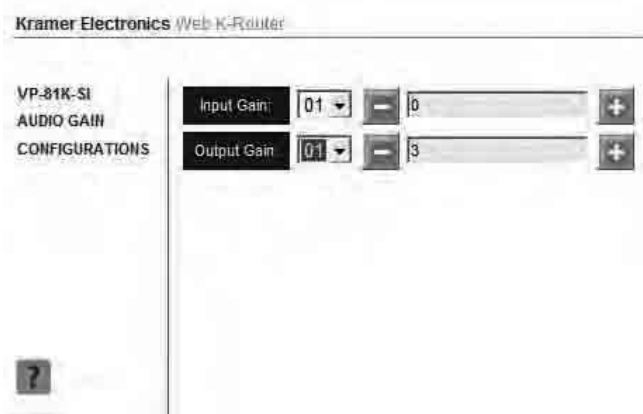 Kramer Electronics Web K-Router
VP-81K-SI
AUDIO GAIN
CONFIGURATIONS
Input Gain: 01 - 0 +
Output Gain 01 - 3 +
?